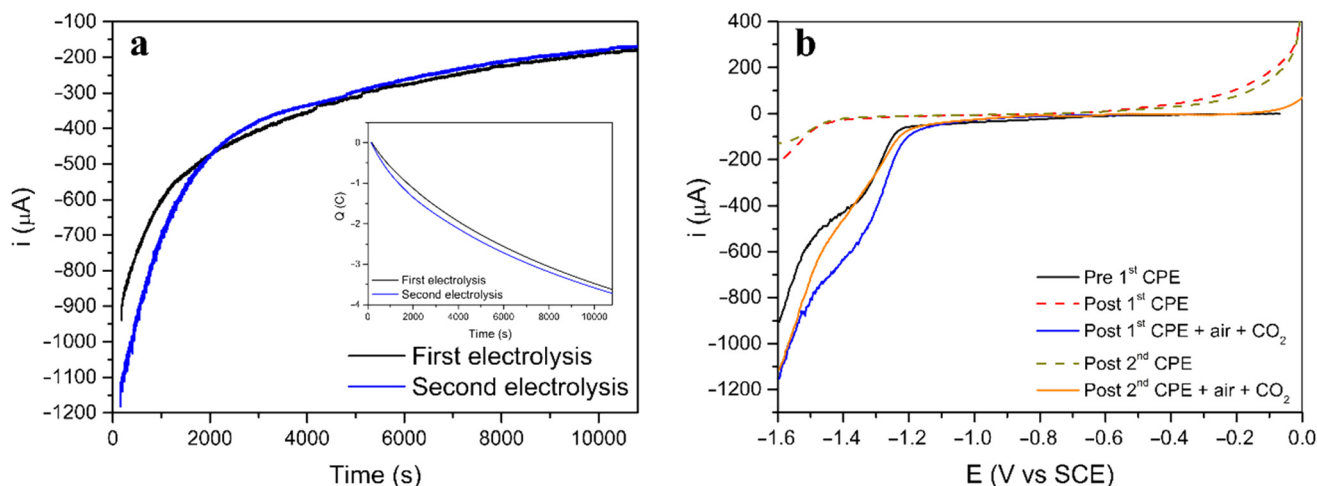 a
i (μA)
−100
−200
−300
−400
−500
−600
−700
−800
−900
−1000
−1100
−1200
0
2000
4000
6000
8000
10000
Time (s)
First electrolysis
Second electrolysis
Q (C)
0
−1
−2
−3
−4
0
2000
4000
6000
8000
10000
Time (s)
First electrolysis
Second electrolysis
b
i (μA)
400
200
0
−200
−400
−600
−800
−1000
−1200
−1.6
−1.4
−1.2
−1.0
−0.8
−0.6
−0.4
−0.2
0.0
E (V vs SCE)
Pre 1st CPE
Post 1st CPE
Post 1st CPE + air + CO2
Post 2nd CPE
Post 2nd CPE + air + CO2